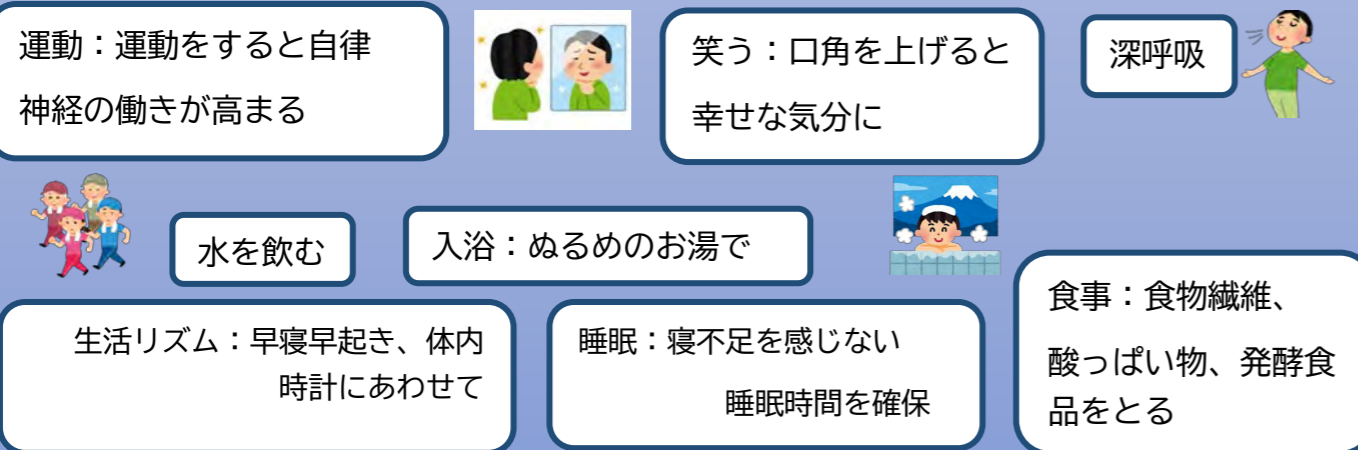 運動：運動をすると自律
神経の働きが高まる
笑う：口角を上げると
幸せな気分に
深呼吸
水を飲む
入浴：ぬるめのお湯で
生活リズム：早寝早起き、体内
時計にあわせて
睡眠：寝不足を感じない
睡眠時間を確保
食事：食物繊維、
酸っぱい物、発酵食
品をとる